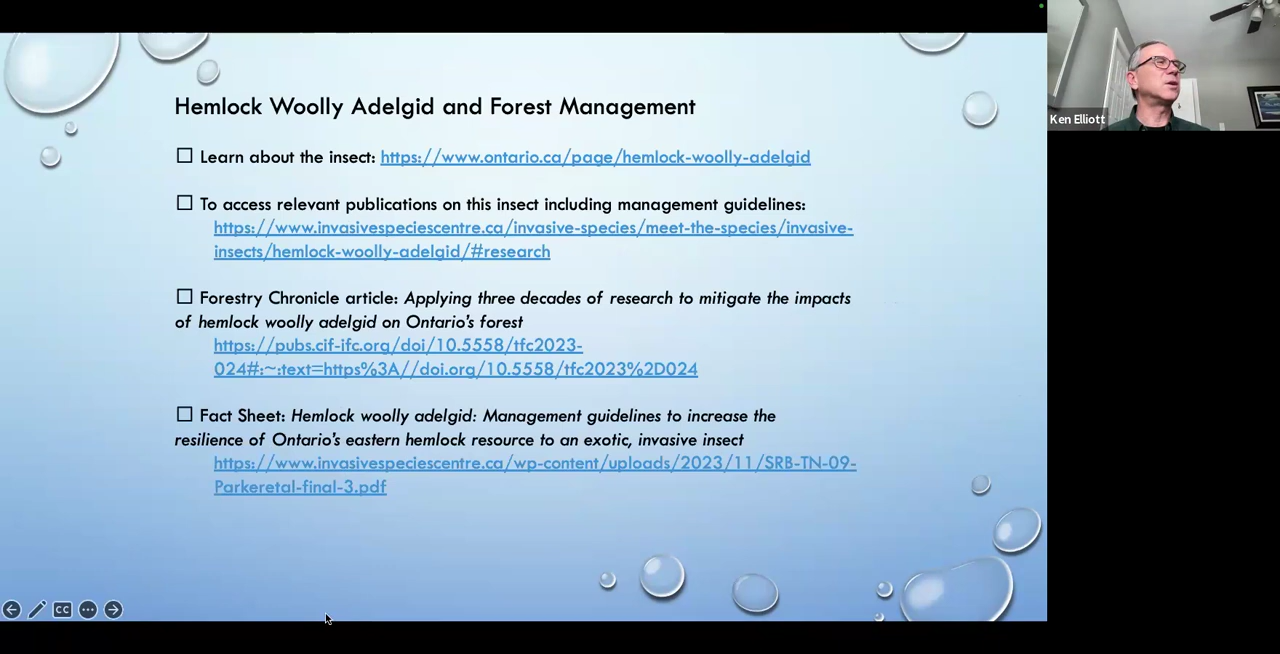 Hemlock Woolly Adelgid and Forest Management
☐ Learn about the insect: https://www.ontario.ca/page/hemlock-woolly-adelgid
☐ To access relevant publications on this insect including management guidelines:
https://www.invasivespeciescentre.ca/invasive-species/meet-the-species/invasive-
insects/hemlock-woolly-adelgid/#research
☐ Forestry Chronicle article: Applying three decades of research to mitigate the impacts
of hemlock woolly adelgid on Ontario's forest
https://pubs.cif-ifc.org/doi/10.5558/tfc2023-
024#:~:text=https%3A//doi.org/10.5558/tfc2023%2D024
☐ Fact Sheet: Hemlock woolly adelgid: Management guidelines to increase the
resilience of Ontario's eastern hemlock resource to an exotic, invasive insect
https://www.invasivespeciescentre.ca/wp-content/uploads/2023/11/SRB-TN-09-
Parkeretal-final-3.pdf
Ken Elliott
CC